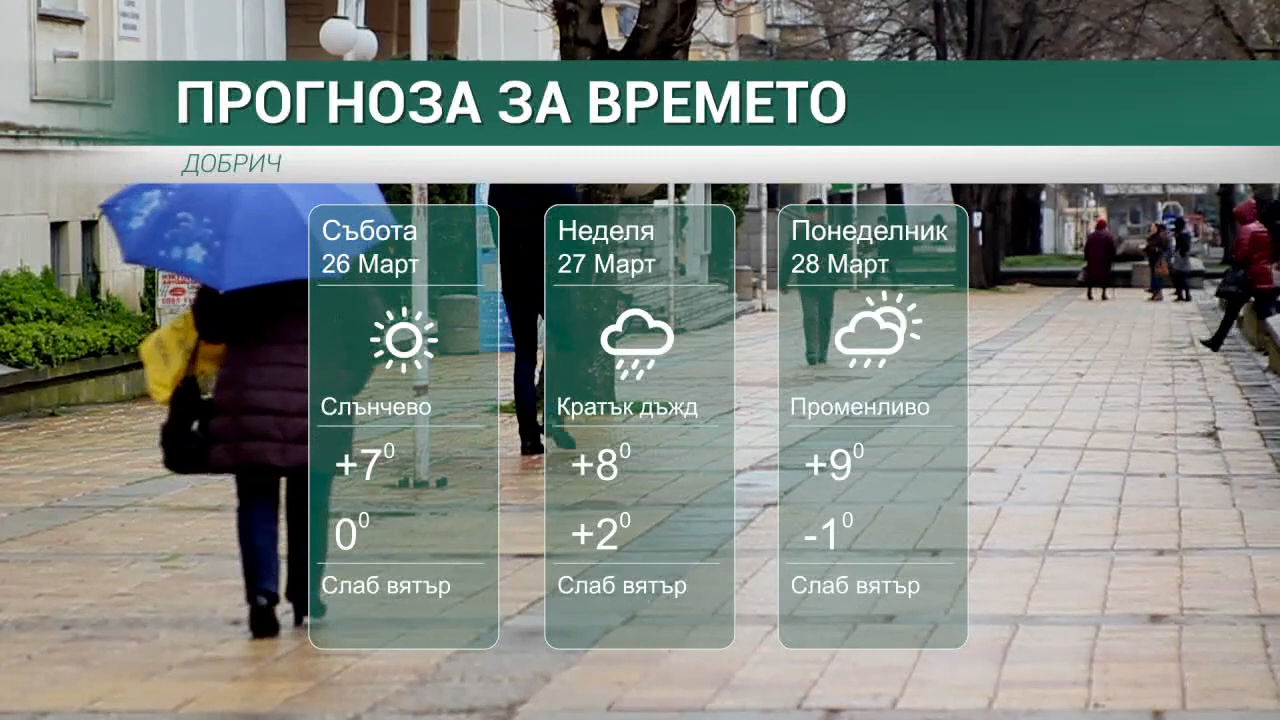 ПРОГНОЗА ЗА ВРЕМЕТО
ДОБРИЧ
Събота
26 Март
Слънчево
+7⁰
0⁰
Слаб вятър
Неделя
27 Март
Кратък дъжд
+8⁰
+2⁰
Слаб вятър
Понеделник
28 Март
Променливо
+9⁰
-1⁰
Слаб вятър